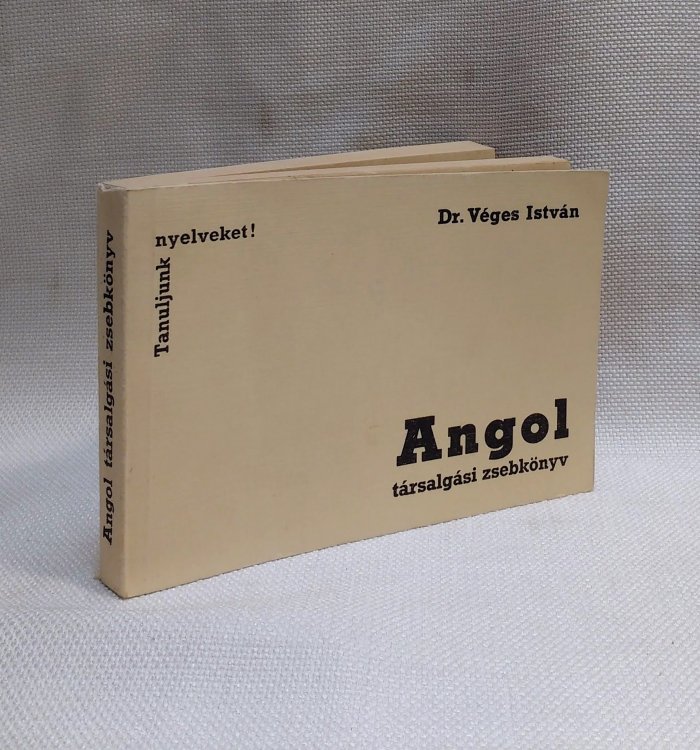 Angol társalgási zsebkönyv
Tanuljunk
nyelveket!
Dr. Véges István
Angol
társalgási zsebkönyv